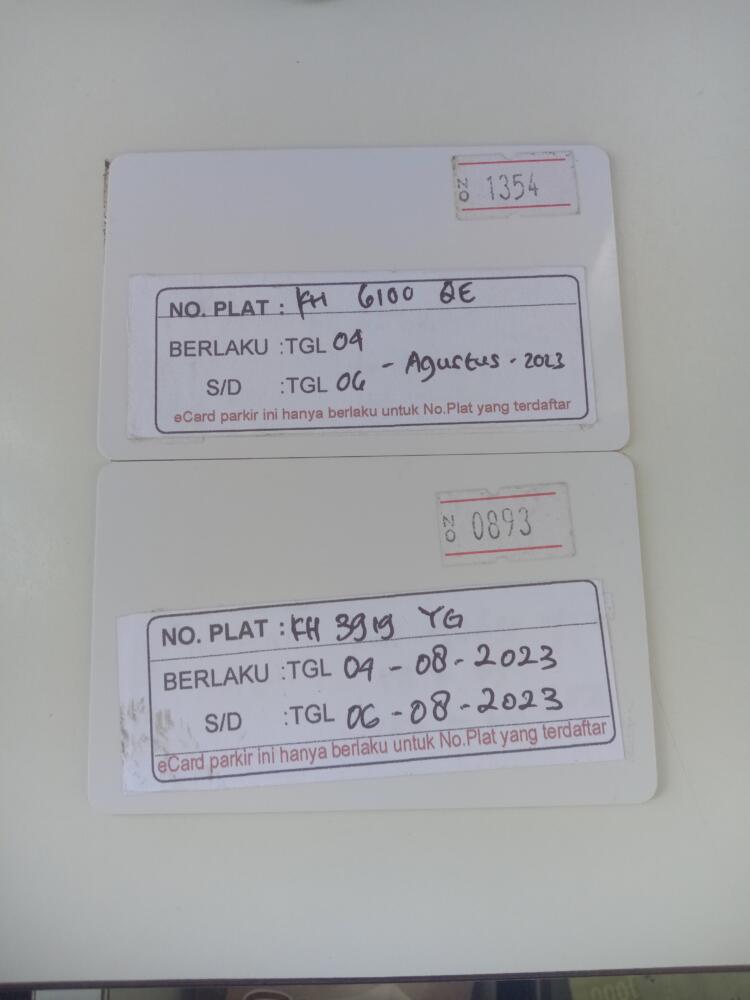 NO 1354
NO. PLAT : KH 6100 QE
BERLAKU :TGL 04
- Agustus - 2023
S/D :TGL 06
eCard parkir ini hanya berlaku untuk No.Plat yang terdaftar
NO 0893
NO. PLAT : KH 3919 YG
BERLAKU :TGL 04 - 08 - 2023
S/D :TGL 06 - 08 - 2023
eCard parkir ini hanya berlaku untuk No.Plat yang terdaftar